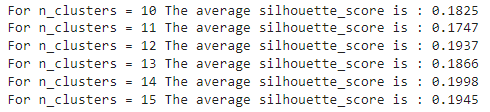 For n_clusters = 10 The average silhouette_score is : 0.1825
For n_clusters = 11 The average silhouette_score is : 0.1747
For n_clusters = 12 The average silhouette_score is : 0.1937
For n_clusters = 13 The average silhouette_score is : 0.1866
For n_clusters = 14 The average silhouette_score is : 0.1998
For n_clusters = 15 The average silhouette_score is : 0.1945